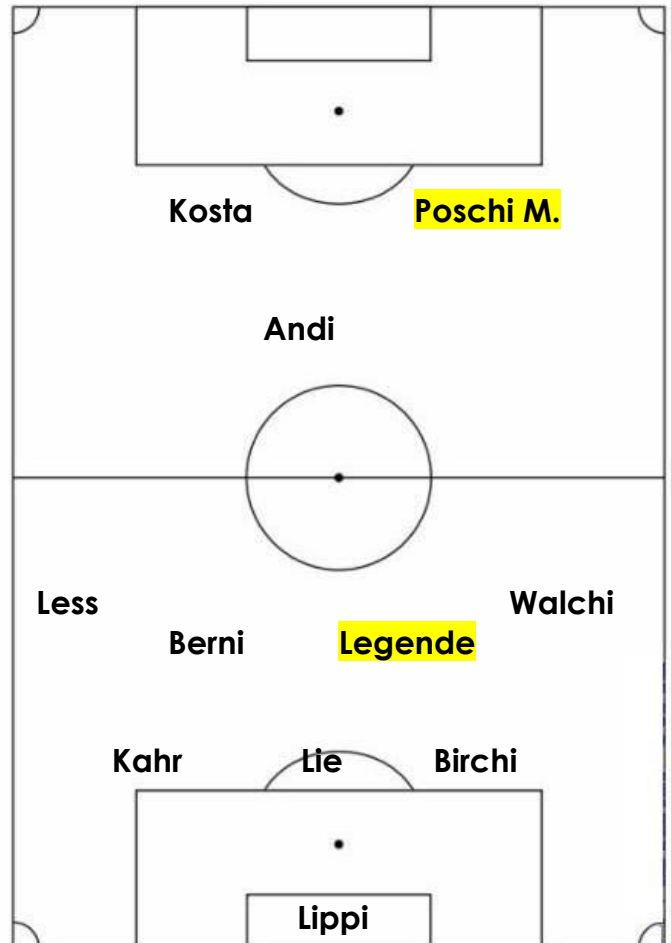 Kosta Poschi M.
Andi
Less Walchi
Berni Legende
Kahr Lie Birchi
Lippi